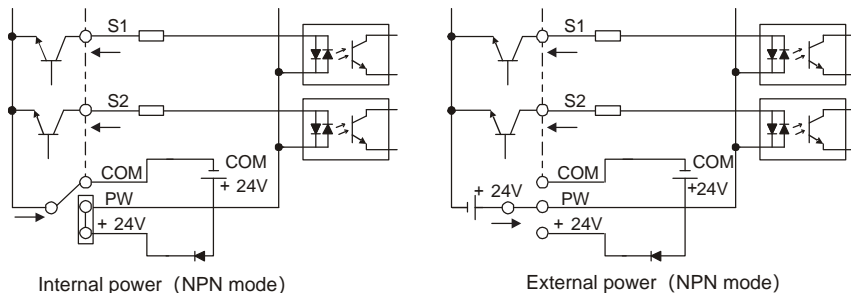 S1
S2
COM
COM
+ 24V
PW
+ 24V
Internal power（NPN mode）
S1
S2
COM
COM
+24V
+ 24V
PW
+ 24V
External power（NPN mode）